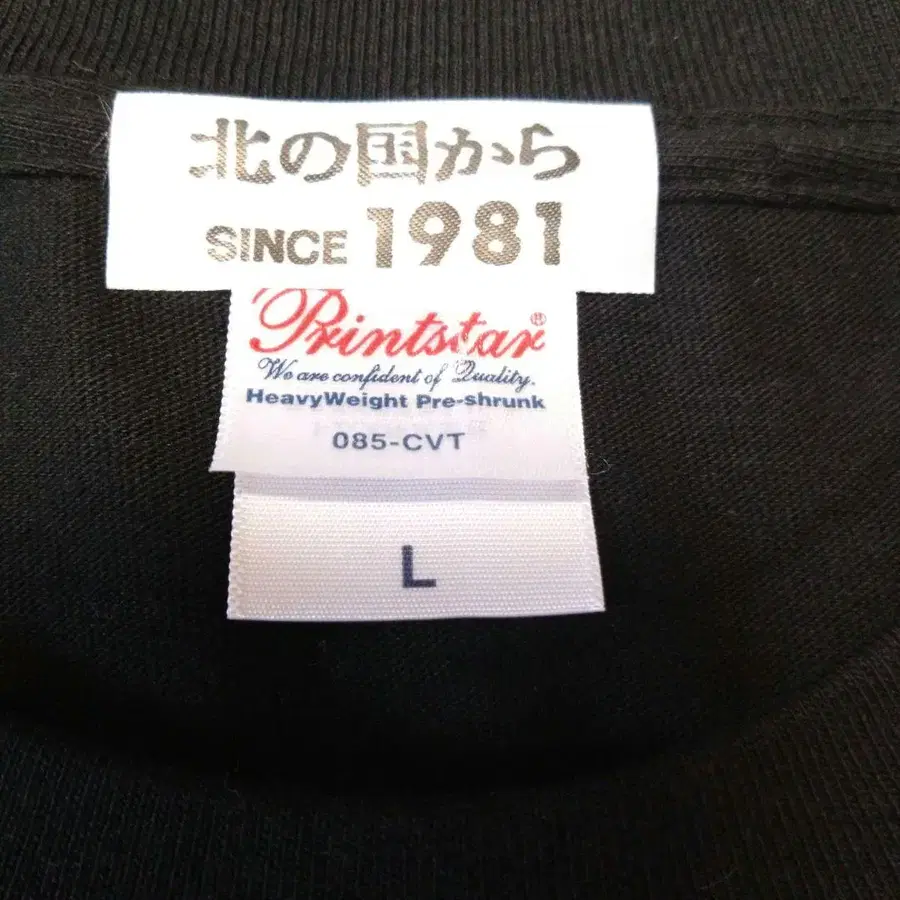 北の国から
SINCE 1981
Printstar®
We are confident of Quality.
HeavyWeight Pre-shrunk
085-CVT
L